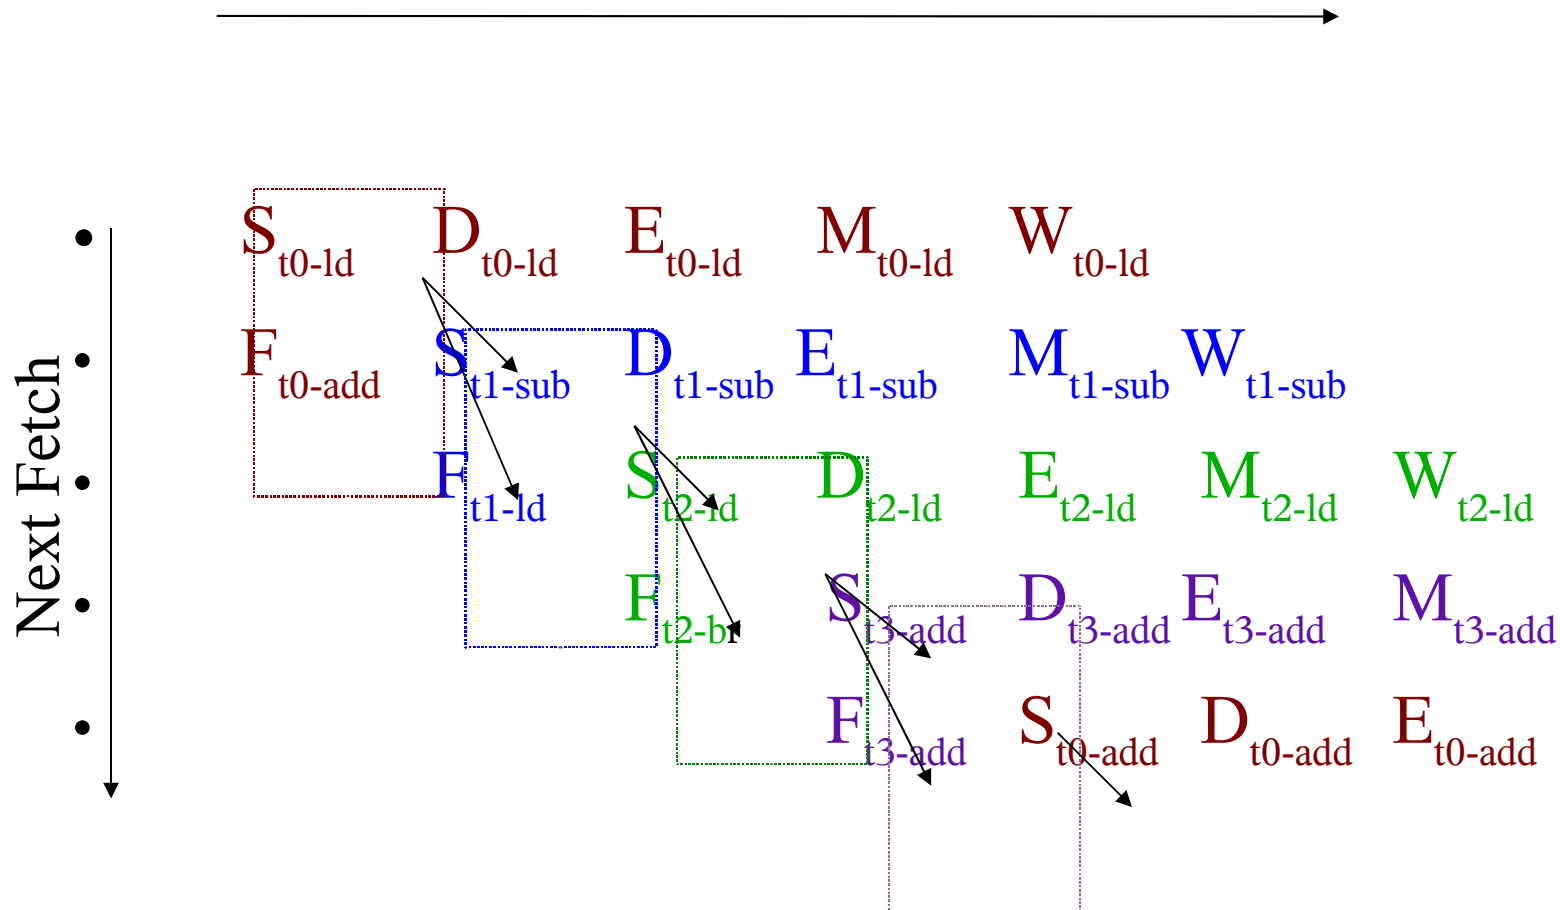 Next Fetch
S t0-ld D t0-ld E t0-ld M t0-ld W t0-ld
F t0-add S t1-sub D t1-sub E t1-sub M t1-sub W t1-sub
F t1-ld S t2-ld D t2-ld E t2-ld M t2-ld W t2-ld
F t2-br S t3-add D t3-add E t3-add M t3-add
F t3-add S t0-add D t0-add E t0-add